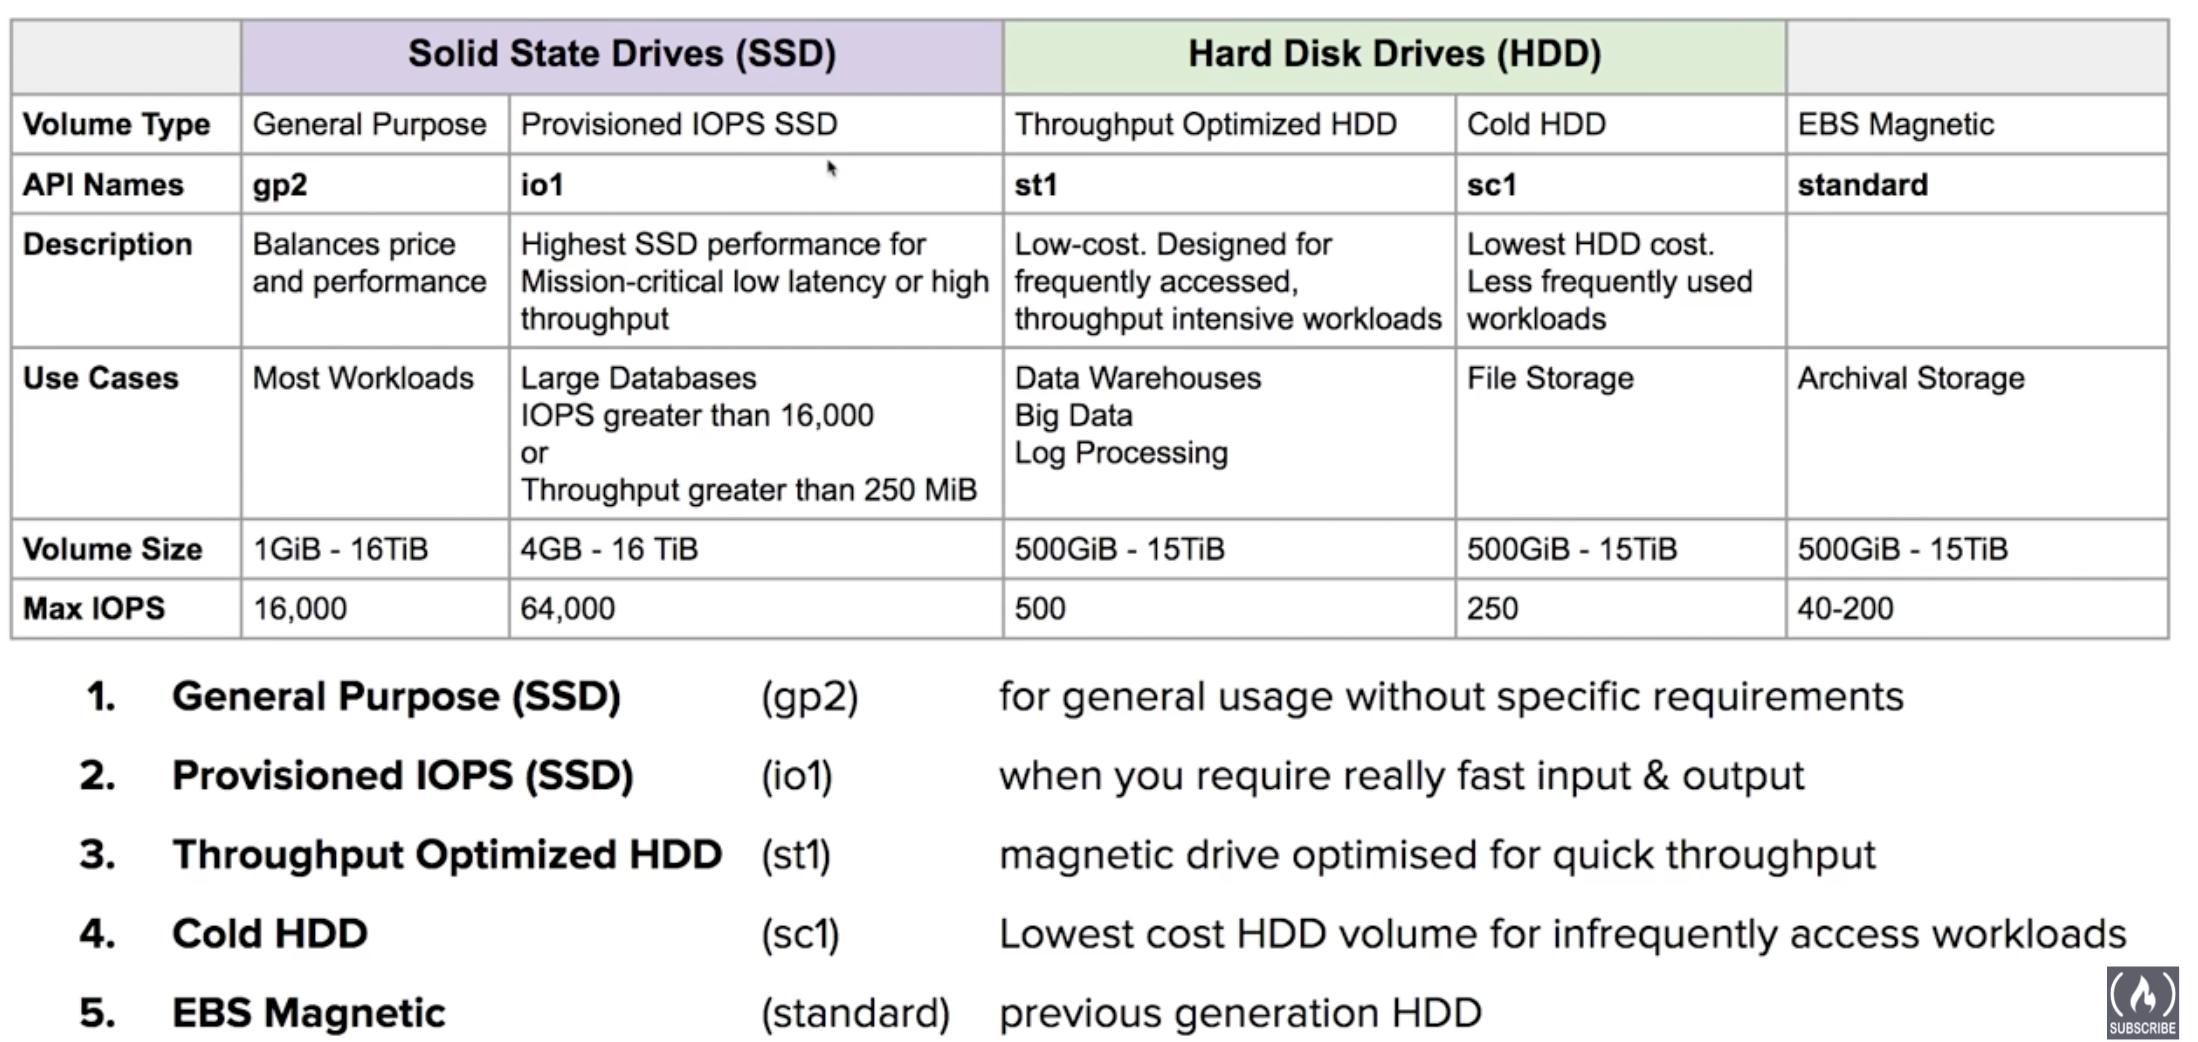 Solid State Drives (SSD) Hard Disk Drives (HDD)
Volume Type General Purpose Provisioned IOPS SSD Throughput Optimized HDD Cold HDD EBS Magnetic
API Names gp2 io1 st1 sc1 standard
Description Balances price Highest SSD performance for Low-cost. Designed for Lowest HDD cost.
and performance Mission-critical low latency or high frequently accessed, Less frequently used
throughput throughput intensive workloads workloads
Use Cases Most Workloads Large Databases Data Warehouses File Storage Archival Storage
IOPS greater than 16,000 Big Data
or Log Processing
Throughput greater than 250 MiB
Volume Size 1GiB - 16TiB 4GB - 16 TiB 500GiB - 15TiB 500GiB - 15TiB 500GiB - 15TiB
Max IOPS 16,000 64,000 500 250 40-200
1. General Purpose (SSD) (gp2) for general usage without specific requirements
2. Provisioned IOPS (SSD) (io1) when you require really fast input & output
3. Throughput Optimized HDD (st1) magnetic drive optimised for quick throughput
4. Cold HDD (sc1) Lowest cost HDD volume for infrequently access workloads
5. EBS Magnetic (standard) previous generation HDD
SUBSCRIBE